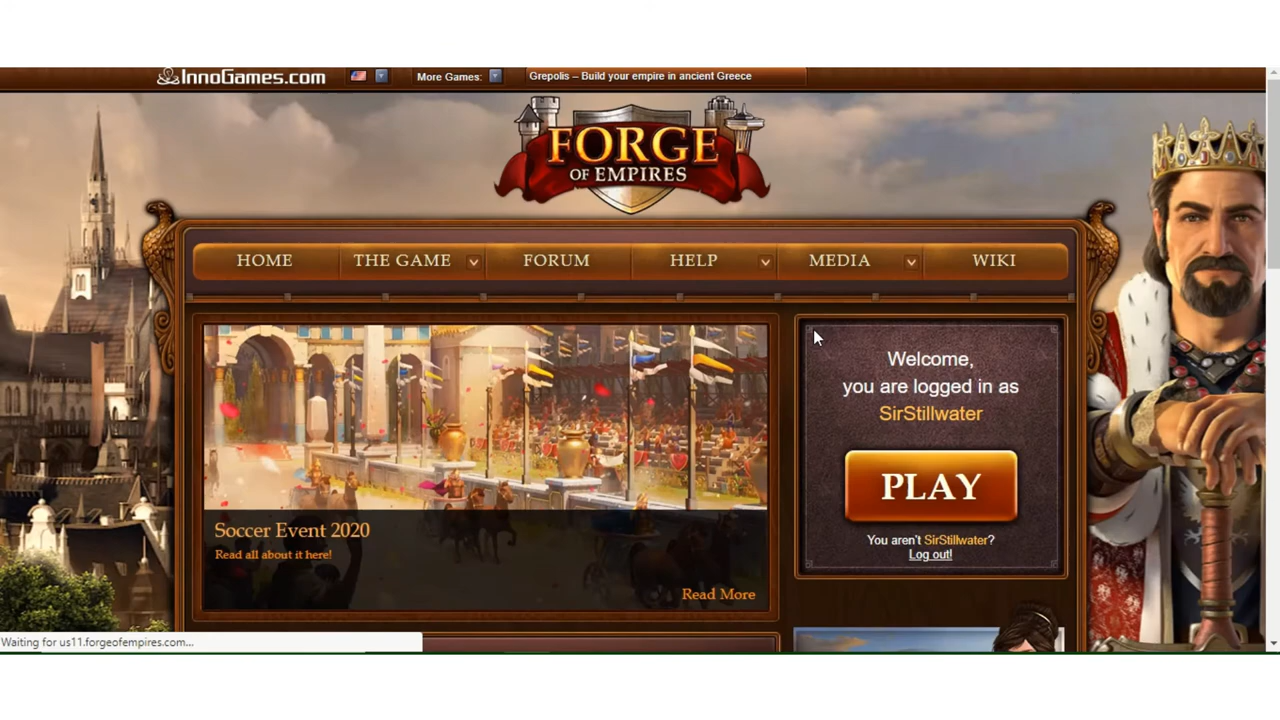 InnoGames.com
More Games:
Grepolis – Build your empire in ancient Greece
FORGE
OF EMPIRES
HOME
THE GAME
FORUM
HELP
MEDIA
WIKI
Soccer Event 2020
Read all about it here!
Read More
Welcome,
you are logged in as
SirStillwater
PLAY
You aren't SirStillwater?
Log out!
Waiting for us11.forgeofempires.com...